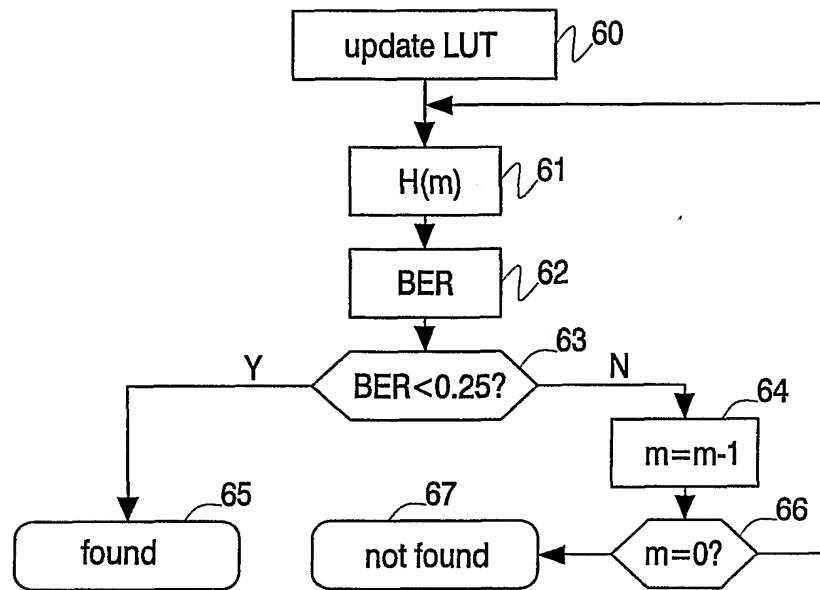 update LUT
60
H(m)
61
BER
62
63
Y
BER<0.25?
N
64
m=m-1
65
67
66
found
not found
m=0?